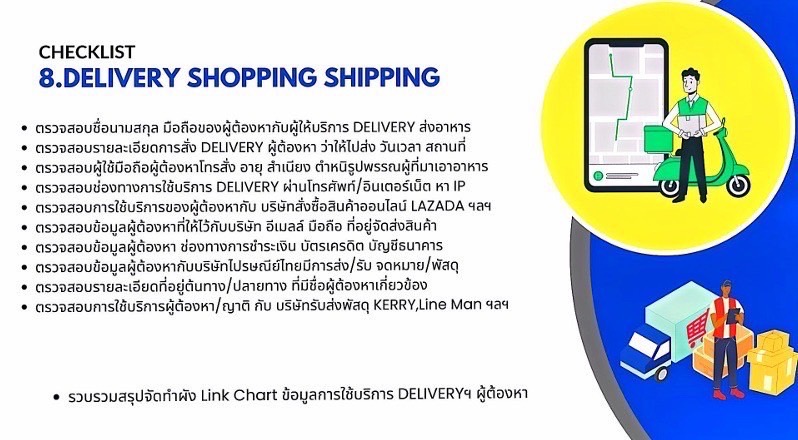 CHECKLIST
8.DELIVERY SHOPPING SHIPPING
• ตรวจสอบชื่อนามสกุล มือถือของผู้ต้องหากับผู้ให้บริการ DELIVERY ส่งอาหาร
• ตรวจสอบรายละเอียดการสั่ง DELIVERY ผู้ต้องหา ว่าให้ไปส่ง วันเวลา สถานที่
• ตรวจสอบผู้ใช้มือถือผู้ต้องหาโทรสั่ง อายุ สำเนียง ตำหนิรูปพรรณผู้ที่มาเอาอาหาร
• ตรวจสอบช่องทางการใช้บริการ DELIVERY ผ่านโทรศัพท์/อินเตอร์เน็ต หา IP
• ตรวจสอบการใช้บริการของผู้ต้องหากับ บริษัทสั่งซื้อสินค้าออนไลน์ LAZADA ฯลฯ
• ตรวจสอบข้อมูลผู้ต้องหาที่ให้ไว้กับบริษัท อีเมลล์ มือถือ ที่อยู่จัดส่งสินค้า
• ตรวจสอบข้อมูลผู้ต้องหา ช่องทางการชำระเงิน บัตรเครดิต บัญชีธนาคาร
• ตรวจสอบข้อมูลผู้ต้องหากับบริษัทไปรษณีย์ไทยมีการส่ง/รับ จดหมาย/พัสดุ
• ตรวจสอบรายละเอียดที่อยู่ต้นทาง/ปลายทาง ที่มีชื่อผู้ต้องหาเกี่ยวข้อง
• ตรวจสอบการใช้บริการผู้ต้องหา/ญาติ กับ บริษัทรับส่งพัสดุ KERRY,Line Man ฯลฯ
• รวบรวมสรุปจัดทำผัง Link Chart ข้อมูลการใช้บริการ DELIVERYฯ ผู้ต้องหา